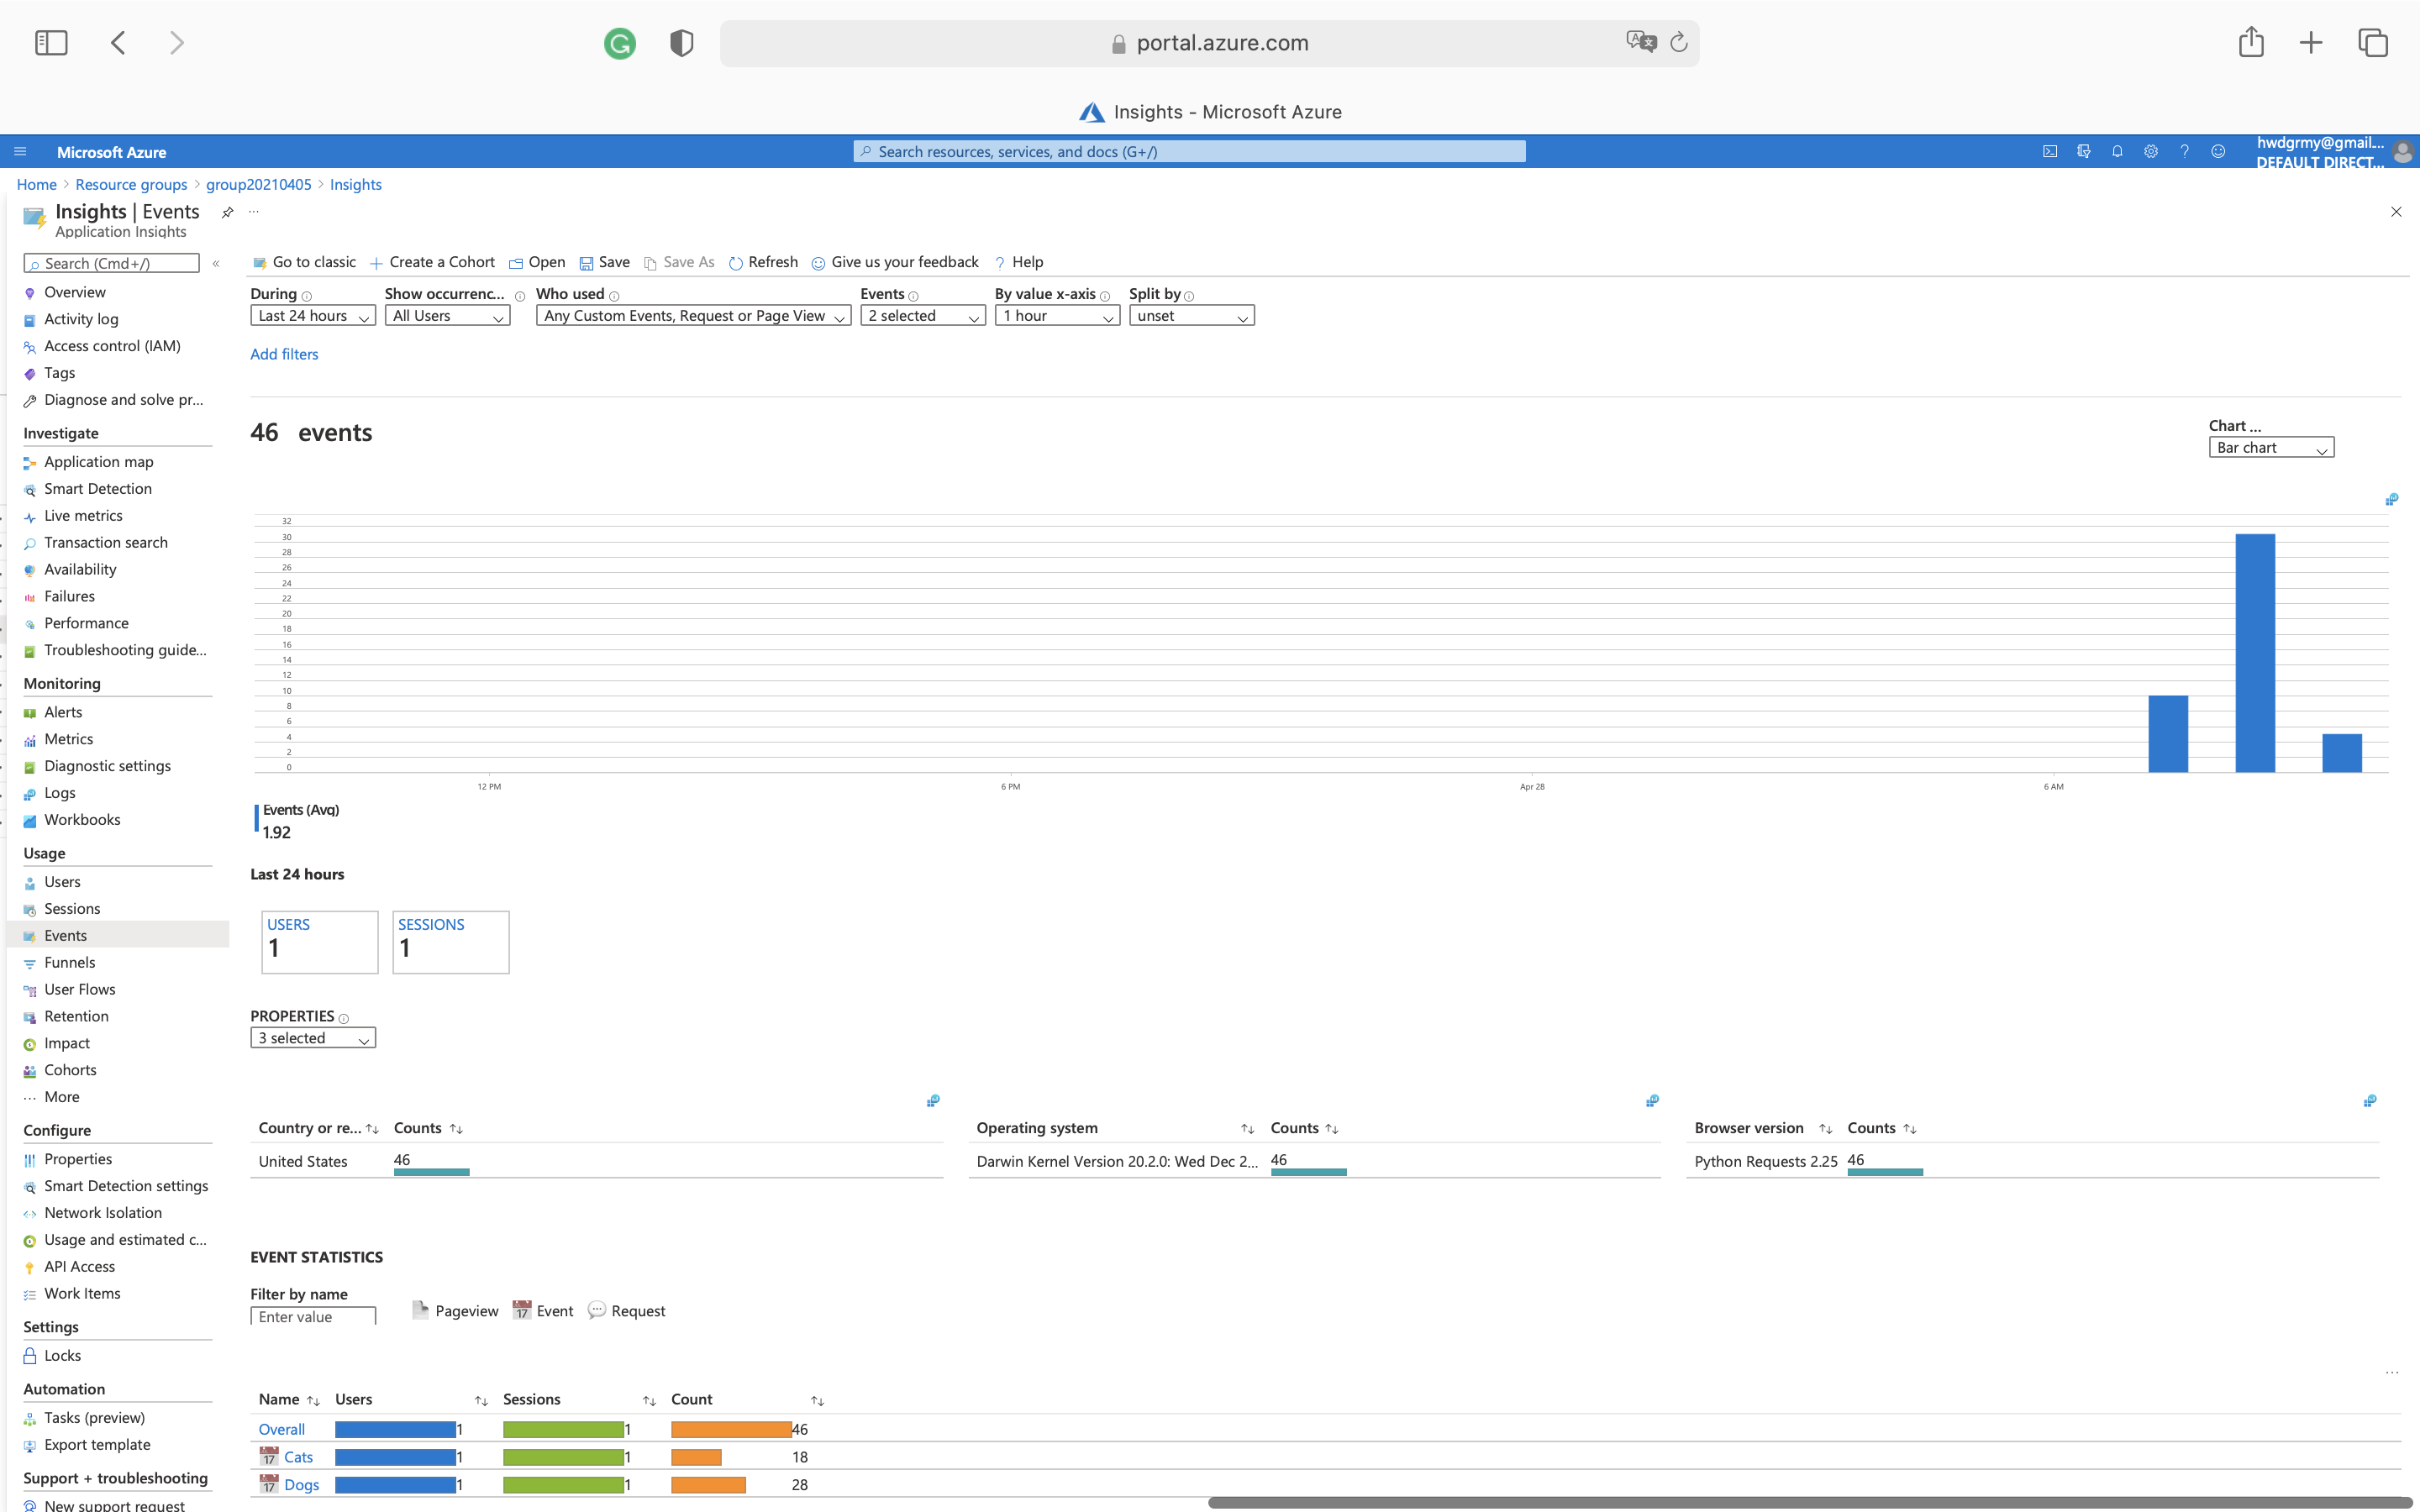 portal.azure.com
Insights - Microsoft Azure
Microsoft Azure
Search resources, services, and docs (G+/)
hwdgrmy@gmail...
DEFAULT DIRECT...
Home > Resource groups > group20210405 > Insights
Insights | Events
Application Insights
Search (Cmd+/)
Overview
Activity log
Access control (IAM)
Tags
Diagnose and solve pr...
Investigate
Application map
Smart Detection
Live metrics
Transaction search
Availability
Failures
Performance
Troubleshooting guide...
Monitoring
Alerts
Metrics
Diagnostic settings
Logs
Workbooks
Usage
Users
Sessions
Events
Funnels
User Flows
Retention
Impact
Cohorts
More
Configure
Properties
Smart Detection settings
Network Isolation
Usage and estimated c...
API Access
Work Items
Settings
Locks
Automation
Tasks (preview)
Export template
Support + troubleshooting
New support request
Go to classic Create a Cohort Open Save Save As Refresh Give us your feedback ? Help
During Show occurrenc... Who used Events By value x-axis Split by
Last 24 hours All Users Any Custom Events, Request or Page View 2 selected 1 hour unset
Add filters
46 events
Chart ...
Bar chart
32
30
28
26
24
22
20
18
16
14
12
10
8
6
4
2
0
12 PM 6 PM Apr 28 6 AM
Events (Avg)
1.92
Last 24 hours
USERS SESSIONS
1 1
PROPERTIES
3 selected
Country or re... Counts Operating system Counts Browser version Counts
United States 46 Darwin Kernel Version 20.2.0: Wed Dec 2... 46 Python Requests 2.25 46
EVENT STATISTICS
Filter by name
Enter value
Pageview 17 Event Request
Name Users Sessions Count
Overall 1 1 46
17 Cats 1 1 18
17 Dogs 1 1 28